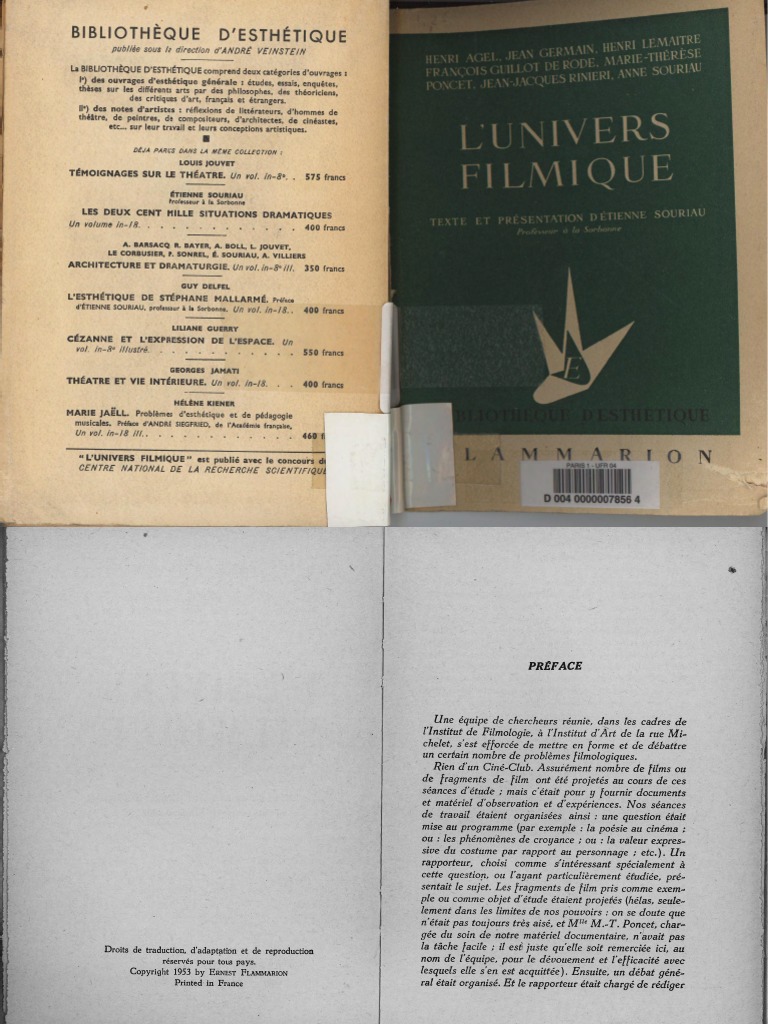 BIBLIOTHÈQUE D'ESTHÉTIQUE
publiée sous la direction d'ANDRÉ VEINSTEIN
La BIBLIOTHÈQUE D'ESTHÉTIQUE comprend deux catégories d'ouvrages :
I°) des ouvrages d'esthétique générale : études, essais, enquêtes,
thèses sur les différents arts par des philosophes, des théoriciens,
des critiques d'art, français et étrangers.
II°) des notes d'artistes : réflexions de littérateurs, d'hommes de
théâtre, de peintres, de compositeurs, d'architectes, de cinéastes,
etc... sur leur travail et leurs conceptions artistiques.
DÉJA PARUS DANS LA MÊME COLLECTION :
LOUIS JOUVET
TÉMOIGNAGES SUR LE THÉATRE. Un vol. in-8°. . 575 francs
ÉTIENNE SOURIAU
Professeur à la Sorbonne
LES DEUX CENT MILLE SITUATIONS DRAMATIQUES
Un volume in-18. . . . . . . . . . . . 400 francs
A. BARSACQ R. BAYER, A. BOLL, L. JOUVET,
LE CORBUSIER, P. SONREL, É. SOURIAU, A. VILLIERS
ARCHITECTURE ET DRAMATURGIE. Un vol. in-8° ill. 350 francs
GUY DELFEL
L'ESTHÉTIQUE DE STÉPHANE MALLARMÉ. Préface
d'ÉTIENNE SOURIAU, professeur à la Sorbonne. Un vol. in-18. . 400 francs
LILIANE GUERRY
CÉZANNE ET L'EXPRESSION DE L'ESPACE. Un
vol. in-8° illustré. . . . . . . . . . . 550 francs
GEORGES JAMATI
THÉATRE ET VIE INTÉRIEURE. Un vol. in-18. . . 400 francs
HÉLÈNE KIENER
MARIE JAËLL. Problèmes d'esthétique et de pédagogie
musicales. Préface d'ANDRÉ SIEGFRIED, de l'Académie française,
Un vol. in-18 ill. . . . . . . . . . . 460 f
"L'UNIVERS FILMIQUE" est publié avec le concours du
CENTRE NATIONAL DE LA RECHERCHE SCIENTIFIQUE
HENRI AGEL, JEAN GERMAIN, HENRI LEMAITRE
FRANÇOIS GUILLOT DE RODE, MARIE-THÉRÈSE
PONCET, JEAN-JACQUES RINIERI, ANNE SOURIAU
L'UNIVERS
FILMIQUE
TEXTE ET PRÉSENTATION D'ÉTIENNE SOURIAU
Professeur à la Sorbonne
E
BIBLIOTHÈQUE D'ESTHÉTIQUE
LAMMARION
PARIS 1 - UFR 04
D 004 0000007856 4
Droits de traduction, d'adaptation et de reproduction
réservés pour tous pays.
Copyright 1953 by ERNEST FLAMMARION
Printed in France
PRÉFACE
Une équipe de chercheurs réunie, dans les cadres de
l'Institut de Filmologie, à l'Institut d'Art de la rue Mi-
chelet, s'est efforcée de mettre en forme et de débattre
un certain nombre de problèmes filmologiques.
Rien d'un Ciné-Club. Assurément nombre de films ou
de fragments de film ont été projetés au cours de ces
séances d'étude ; mais c'était pour y fournir documents
et matériel d'observation et d'expériences. Nos séances
de travail étaient organisées ainsi : une question était
mise au programme (par exemple : la poésie au cinéma ;
ou : les phénomènes de croyance ; ou : la valeur expres-
sive du costume par rapport au personnage ; etc.). Un
rapporteur, choisi comme s'intéressant spécialement à
cette question, ou l'ayant particulièrement étudiée, pré-
sentait le sujet. Les fragments de film pris comme exem-
ple ou comme objet d'étude étaient projetés (hélas, seule-
lement dans les limites de nos pouvoirs : on se doute que
n'était pas toujours très aisé, et Mlle M.-T. Poncet, char-
gée du soin de notre matériel documentaire, n'avait pas
la tâche facile ; il est juste qu'elle soit remerciée ici, au
nom de l'équipe, pour le dévouement et l'efficacité avec
lesquels elle s'en est acquittée). Ensuite, un débat géné-
ral était organisé. Et le rapporteur était chargé de rédiger